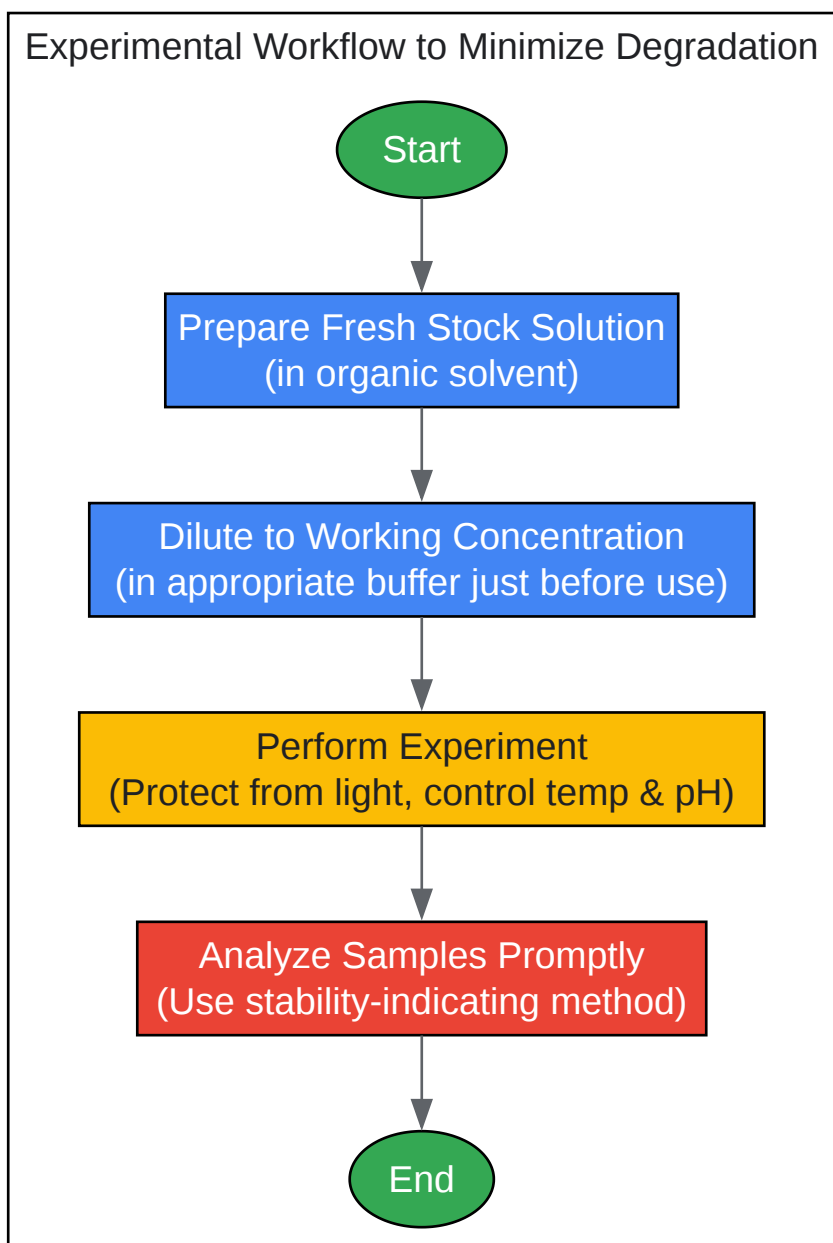 Experimental Workflow to Minimize Degradation
Start
Prepare Fresh Stock Solution
(in organic solvent)
Dilute to Working Concentration
(in appropriate buffer just before use)
Perform Experiment
(Protect from light, control temp & pH)
Analyze Samples Promptly
(Use stability-indicating method)
End